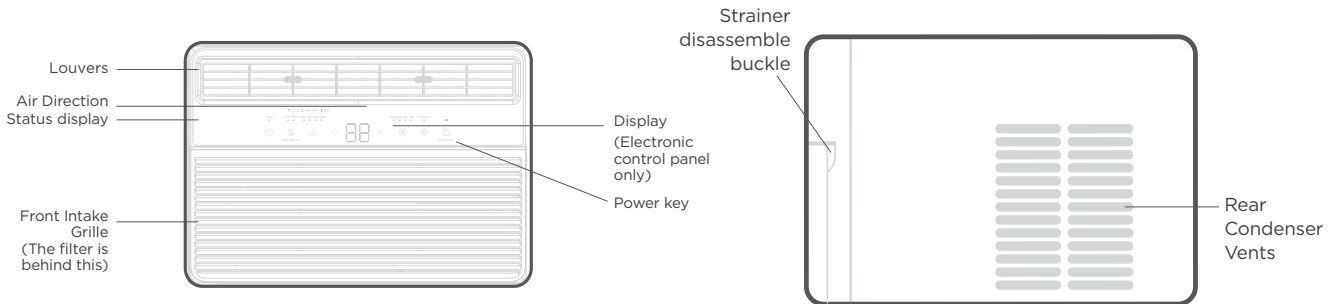 Louvers
Air Direction
Status display
Front Intake
Grille
(The filter is
behind this)
Display
(Electronic
control panel
only)
Power key
Strainer
disassemble
buckle
Rear
Condenser
Vents